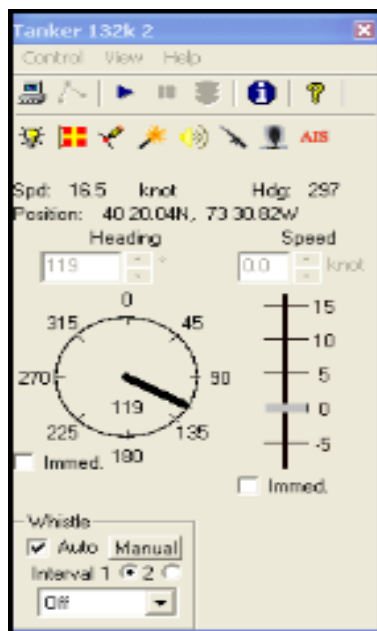 Tanker 132k 2
Control View Help
AIS
Spd: 16.5 knot Hdg: 297
Position: 40 20.04N, 73 30.82W
Heading Speed
119 ° 0.0 knot
0
315 45
270 90
119
225 135
180
15
10
5
0
-5
Immed.
Immed.
Whistle
Auto Manual
Interval 1 2
Off